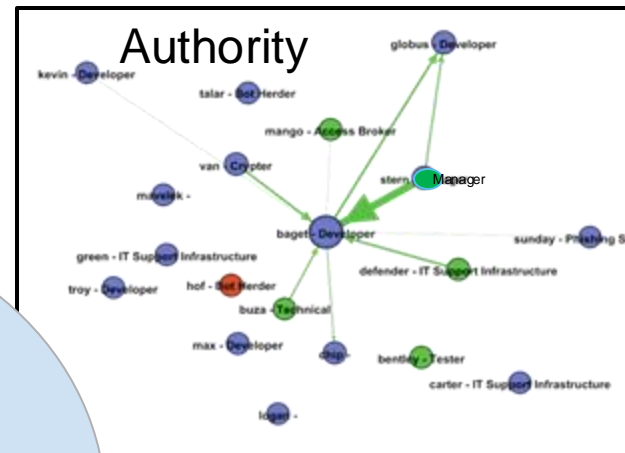 Authority
globus - Developer
kevin - Developer
talar - Bot Herder
mango - Access Broker
van - Crypter
stern Manager
mavelek -
baget - Developer
sunday - Phishing S
green - IT Support Infrastructure
defender - IT Support Infrastructure
troy - Developer
hof - Bot Herder
buza - Technical
max - Developer
chip -
bentley - Tester
carter - IT Support Infrastructure
logan -